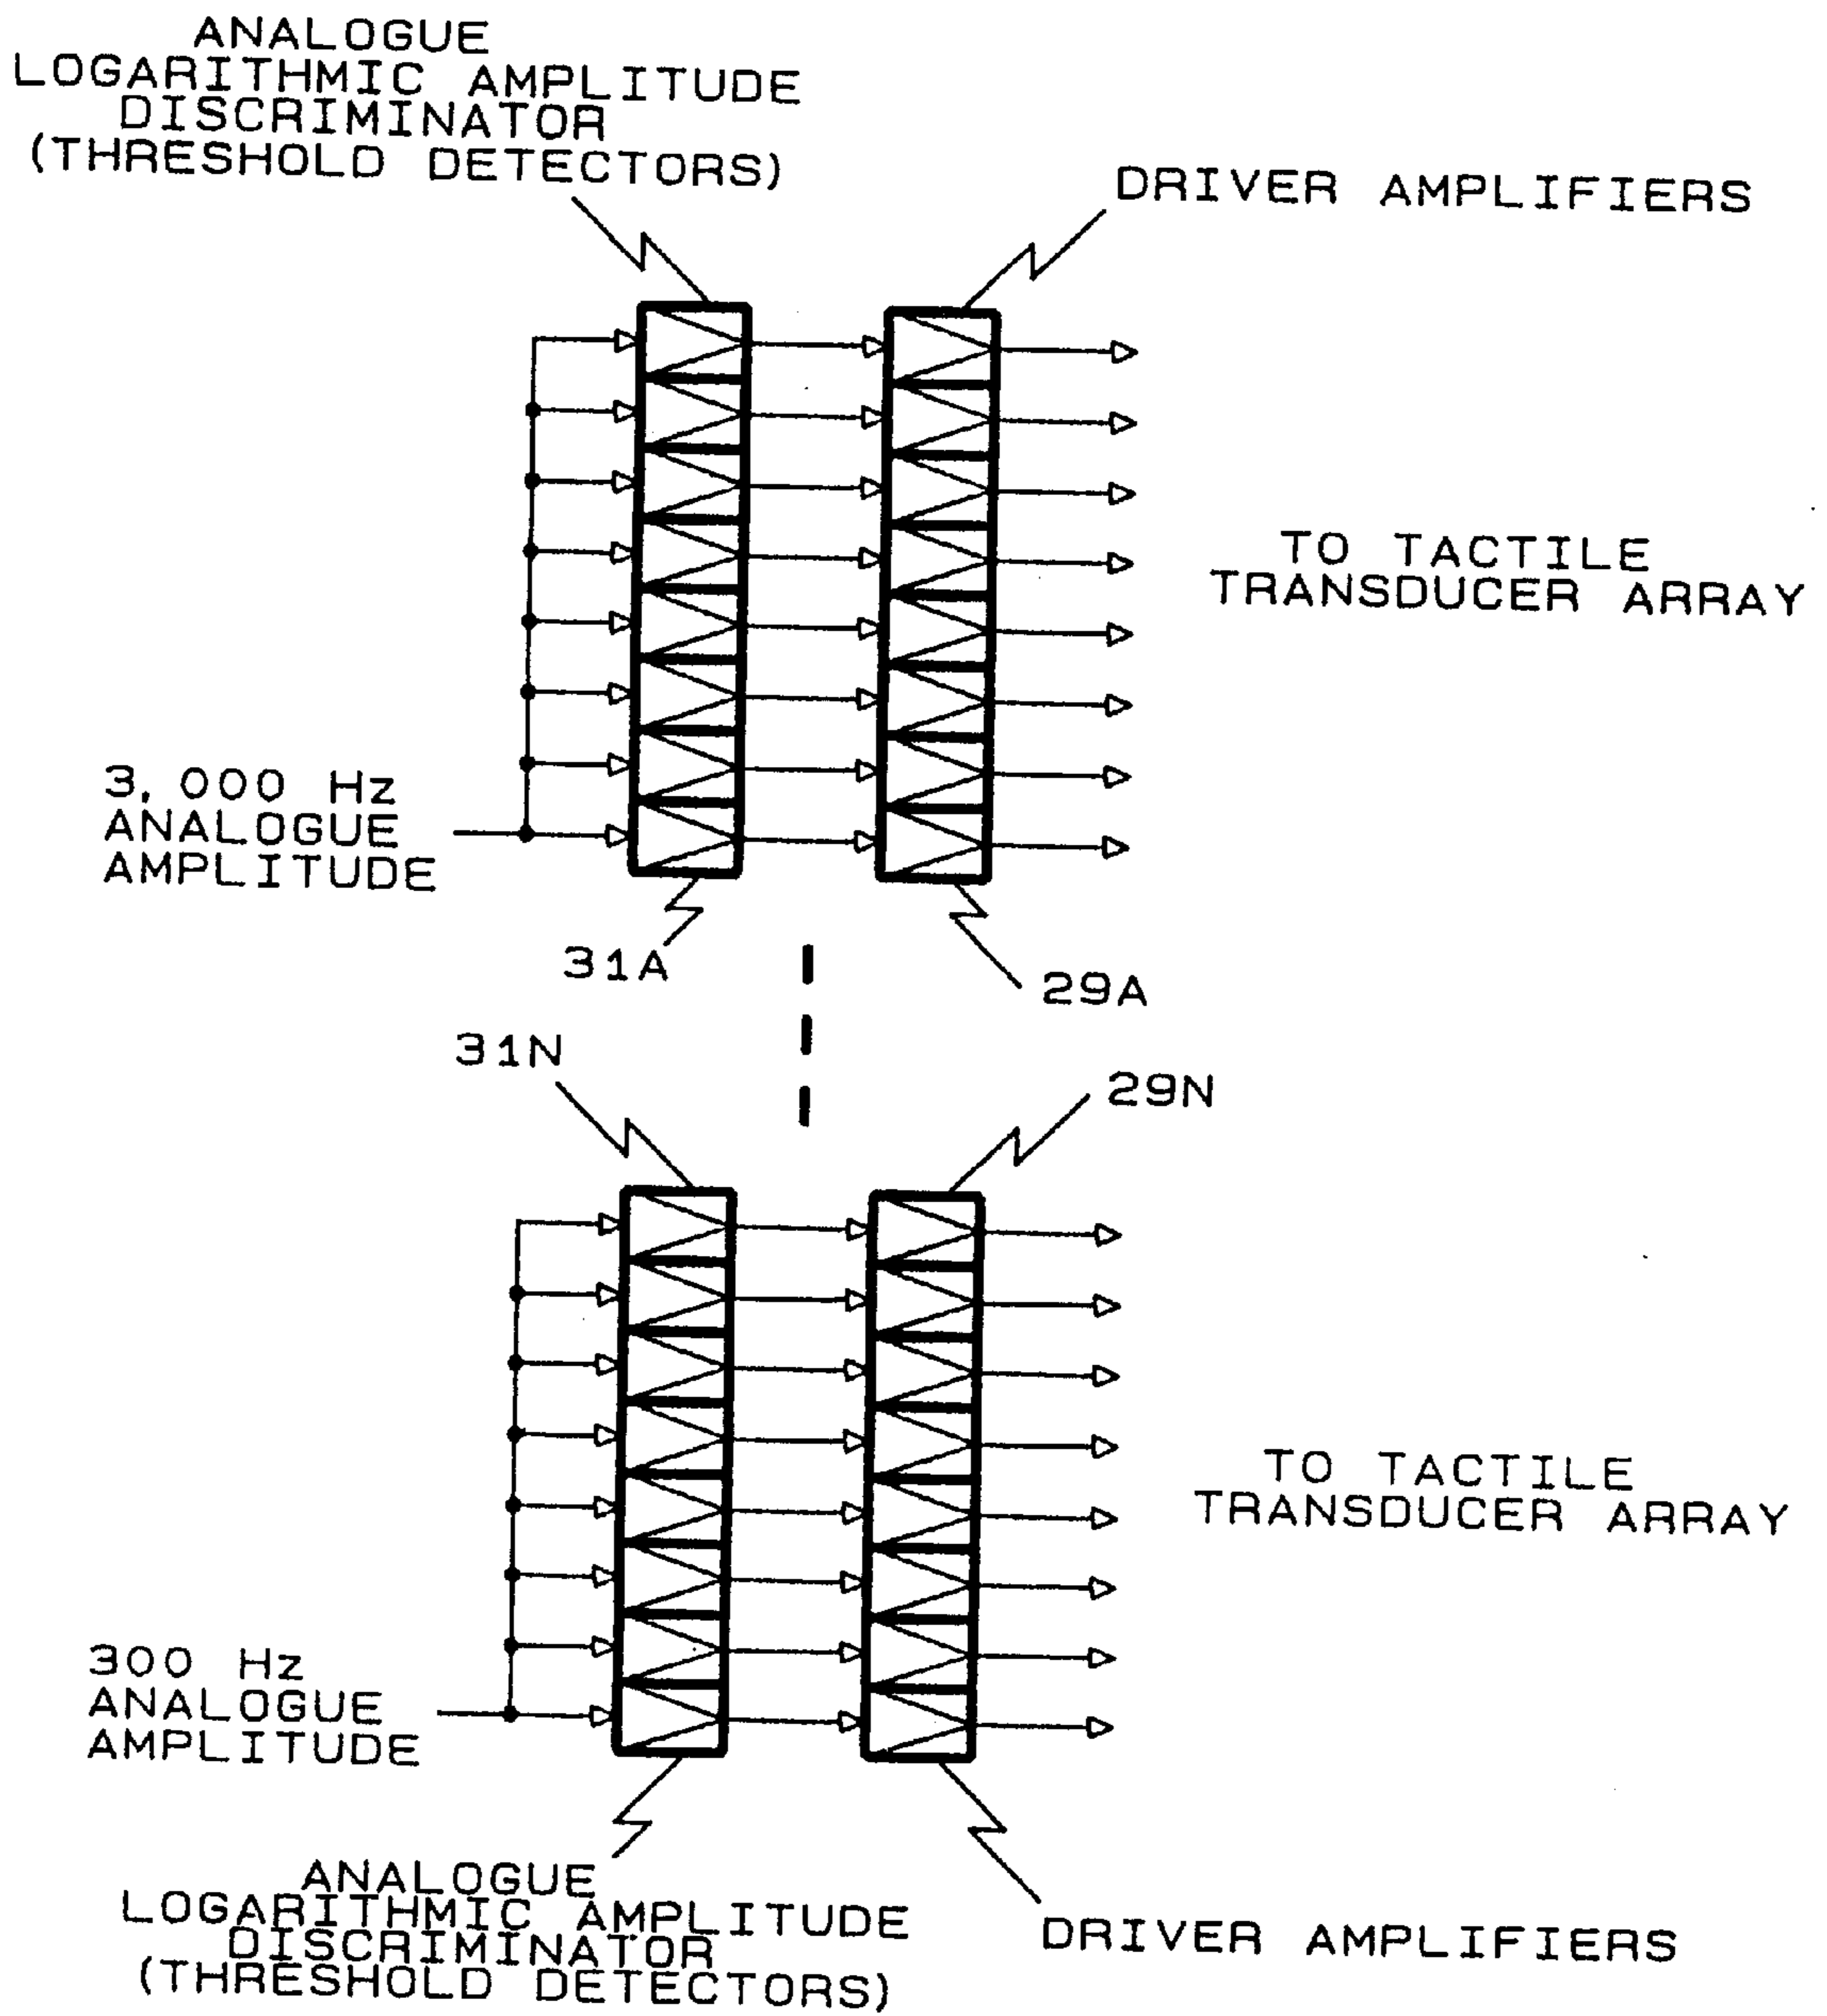 ANALOGUE
LOGARITHMIC AMPLITUDE
DISCRIMINATOR
(THRESHOLD DETECTORS)
DRIVER AMPLIFIERS
TO TACTILE
TRANSDUCER ARRAY
3,000 Hz
ANALOGUE
AMPLITUDE
31A
29A
31N
29N
TO TACTILE
TRANSDUCER ARRAY
300 Hz
ANALOGUE
AMPLITUDE
ANALOGUE
LOGARITHMIC AMPLITUDE
DISCRIMINATOR
(THRESHOLD DETECTORS)
DRIVER AMPLIFIERS